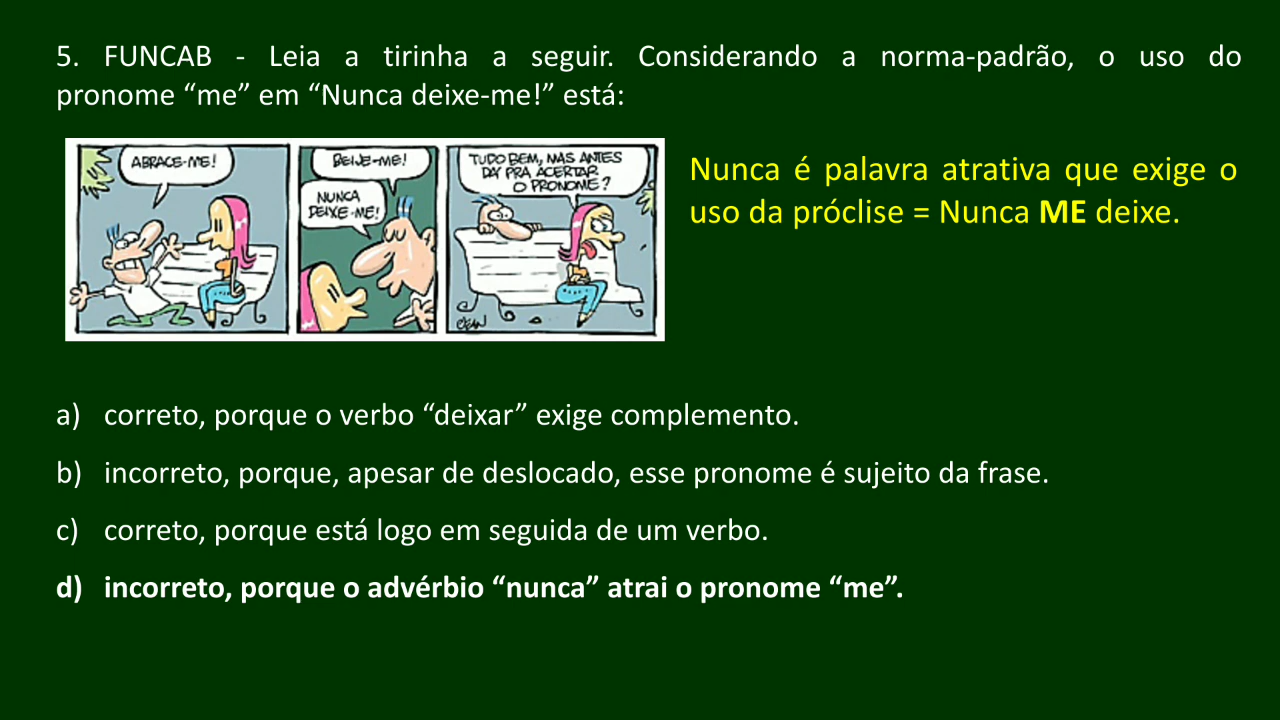 5. FUNCAB - Leia a tirinha a seguir. Considerando a norma-padrão, o uso do
pronome “me” em “Nunca deixe-me!” está:
ABRACE-ME!
BEIJE-ME!
NUNCA
DEIXE-ME!
TUDO BEM, MAS ANTES
DÁ PRA ACERTAR
O PRONOME?
Nunca é palavra atrativa que exige o
uso da próclise = Nunca ME deixe.
a) correto, porque o verbo “deixar” exige complemento.
b) incorreto, porque, apesar de deslocado, esse pronome é sujeito da frase.
c) correto, porque está logo em seguida de um verbo.
d) incorreto, porque o advérbio “nunca” atrai o pronome “me”.